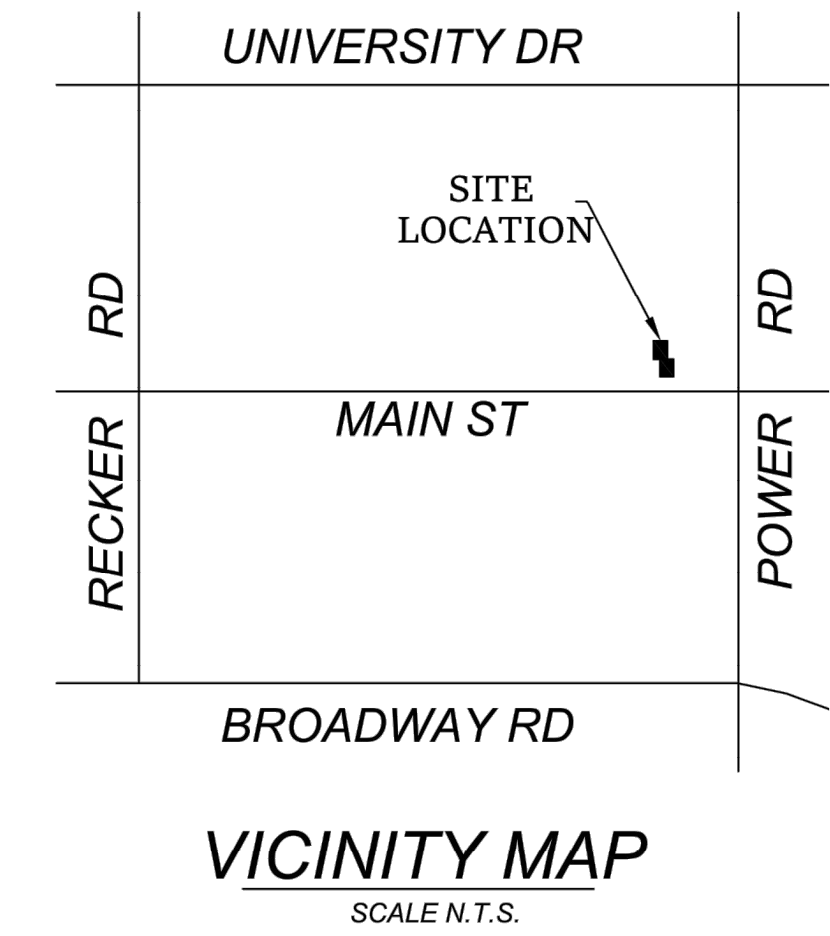 UNIVERSITY DR
SITE
LOCATION
RECKER RD
POWER RD
MAIN ST
BROADWAY RD
VICINITY MAP
SCALE N.T.S.